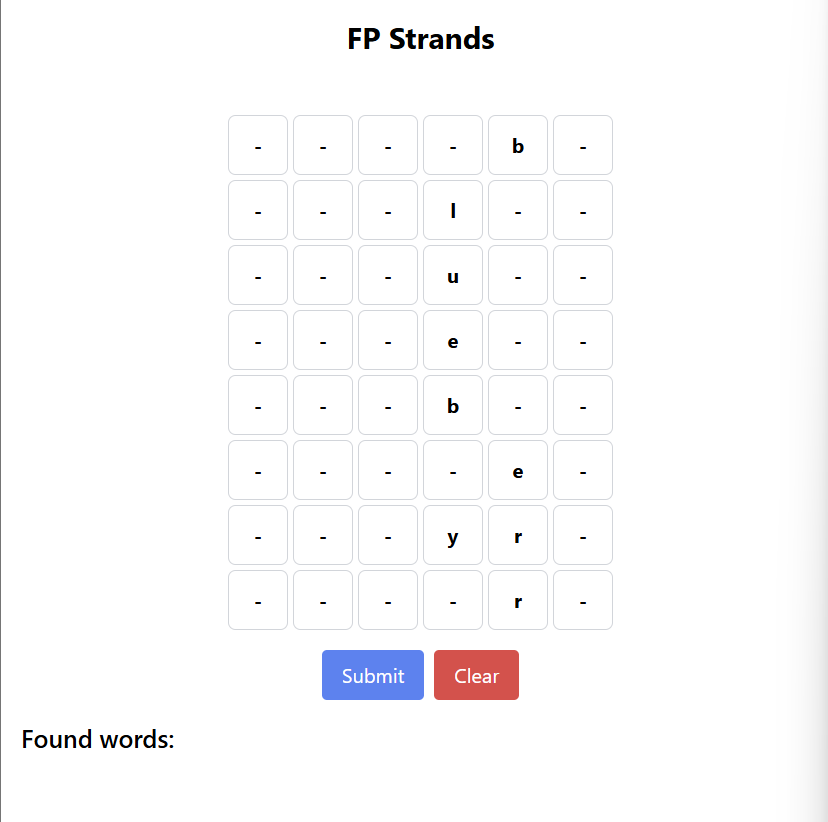 FP Strands
- - - - b -
- - - l - -
- - - u - -
- - - e - -
- - - b - -
- - - - e -
- - - y r -
- - - - r -
Submit Clear
Found words: